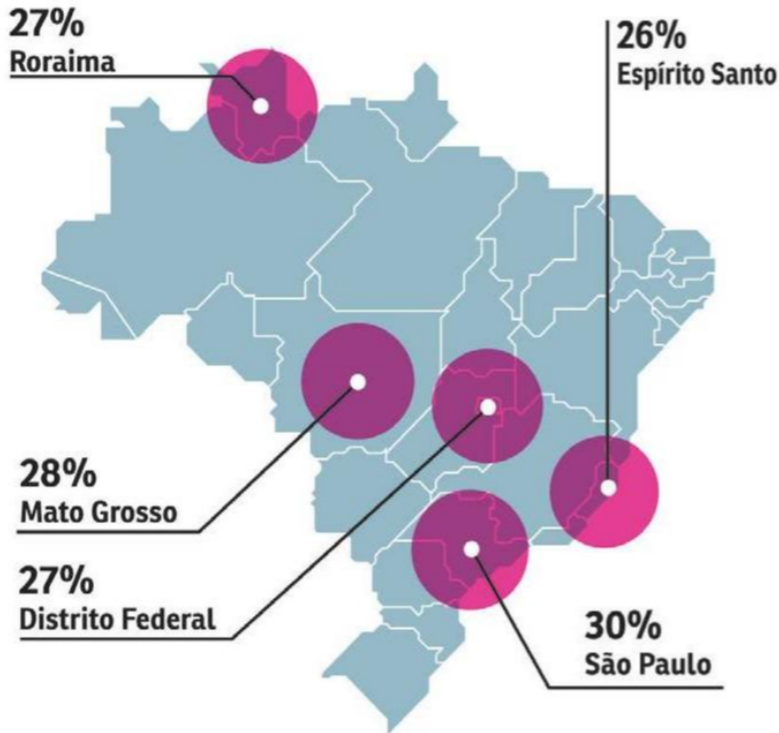 27%
Roraima
26%
Espírito Santo
28%
Mato Grosso
27%
Distrito Federal
30%
São Paulo